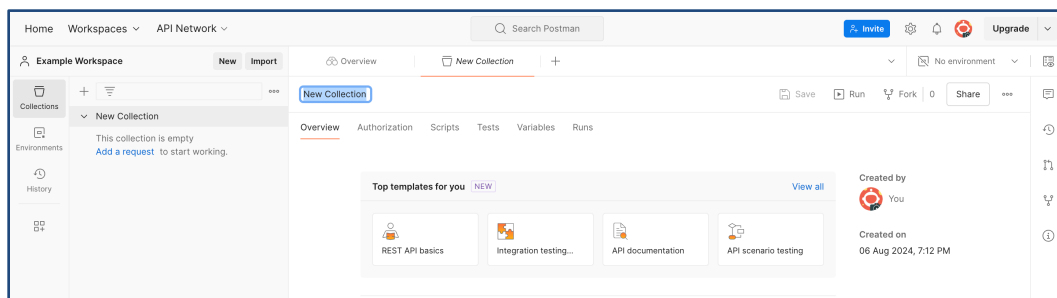 Home Workspaces API Network Search Postman Invite Upgrade
Example Workspace New Import Overview New Collection No environment
Collections
Environments
History
New Collection
This collection is empty
Add a request to start working.
New Collection Save Run Fork 0 Share
Overview Authorization Scripts Tests Variables Runs
Top templates for you NEW View all
REST API basics
Integration testing...
API documentation
API scenario testing
Created by
You
Created on
06 Aug 2024, 7:12 PM